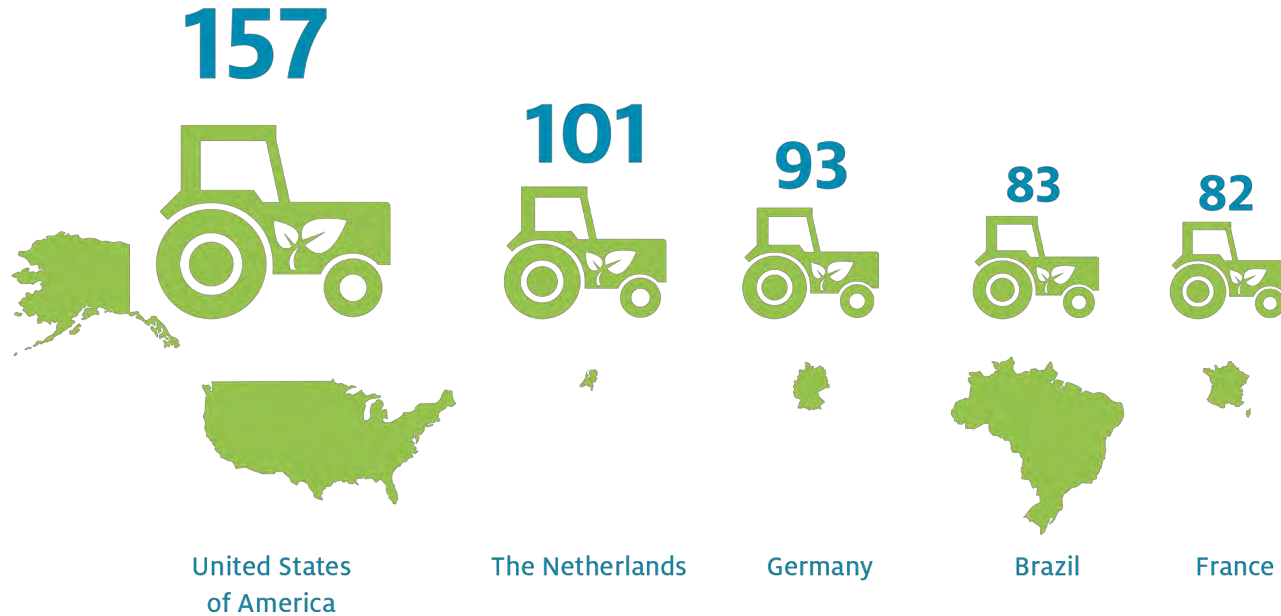 157
101
93
83
82
United States
of America
The Netherlands
Germany
Brazil
France